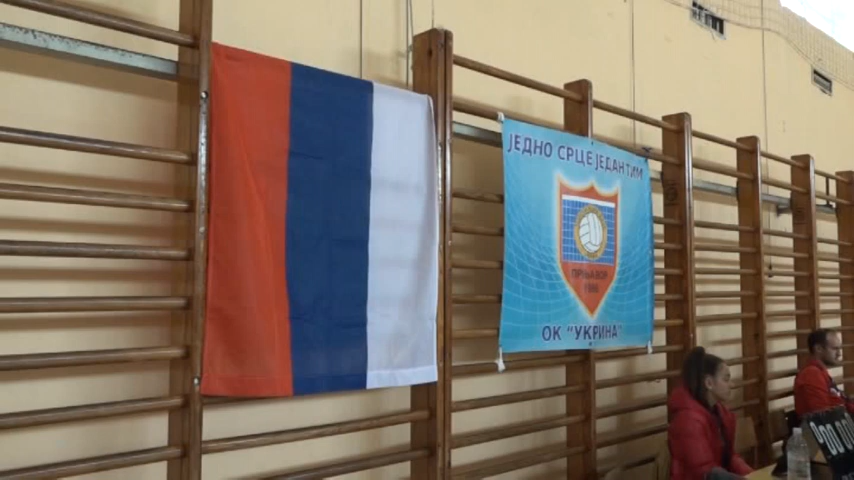 ЈЕДНО СРЦЕ ЈЕДАН ТИМ
ПРЊАВОР
ОК "УКРИНА"